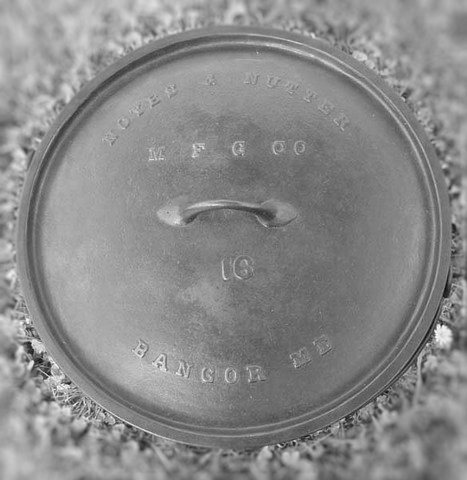 NOYES & NUTTER
M F G CO
16
BANGOR ME